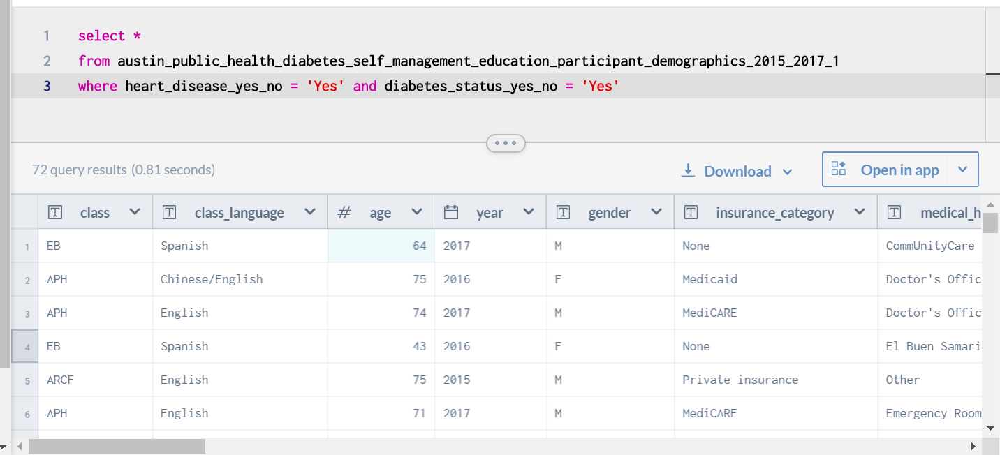 1 select *
2 from austin_public_health_diabetes_self_management_education_participant_demographics_2015_2017_1
3 where heart_disease_yes_no = 'Yes' and diabetes_status_yes_no = 'Yes'
72 query results (0.81 seconds) Download Open in app
class class_language age year gender insurance_category medical_h
1 EB Spanish 64 2017 M None CommUnityCare
2 APH Chinese/English 75 2016 F Medicaid Doctor's Offic
3 APH English 74 2017 M MediCARE Doctor's Offic
4 EB Spanish 43 2016 F None El Buen Samari
5 ARCF English 75 2015 M Private insurance Other
6 APH English 71 2017 M MediCARE Emergency Room